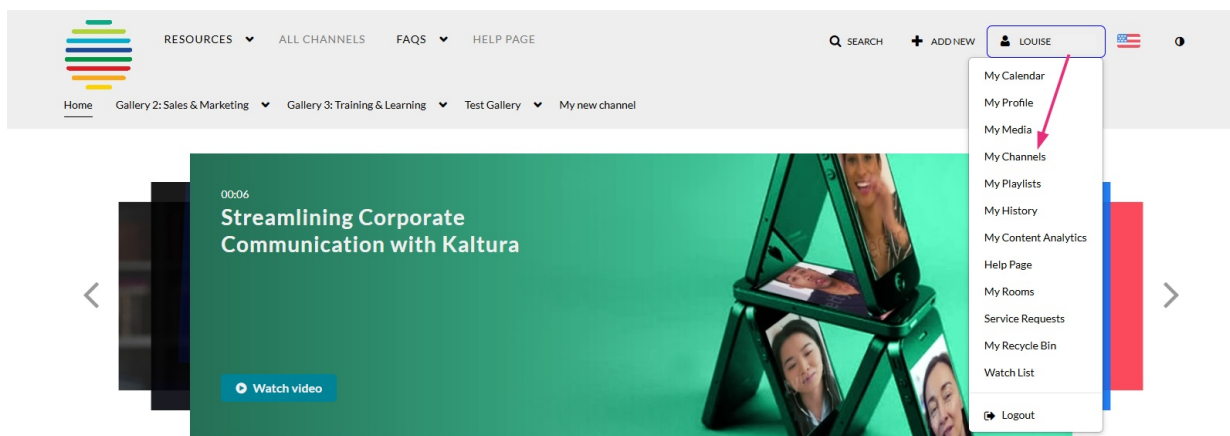 RESOURCES ALL CHANNELS FAQS HELP PAGE
SEARCH ADD NEW LOUISE
Home Gallery 2: Sales & Marketing Gallery 3: Training & Learning Test Gallery My new channel
My Calendar
My Profile
My Media
My Channels
My Playlists
My History
My Content Analytics
Help Page
My Rooms
Service Requests
My Recycle Bin
Watch List
Logout
00:06
Streamlining Corporate
Communication with Kaltura
Watch video